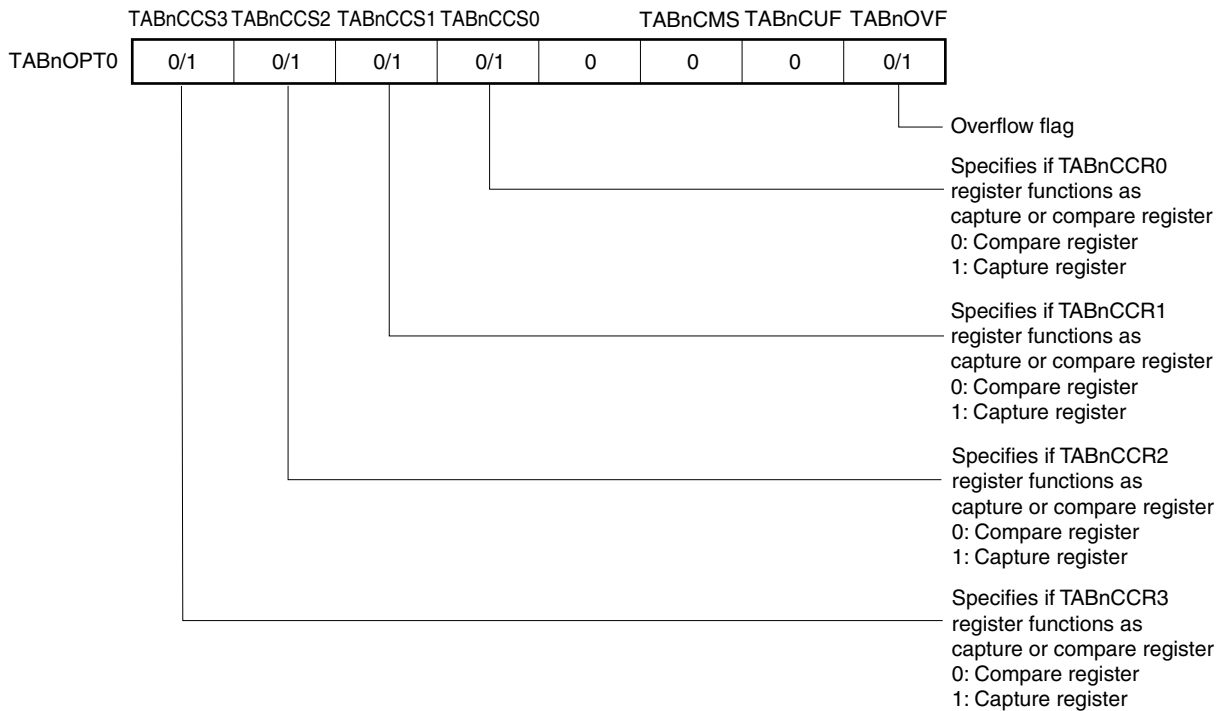 TABnCCS3 TABnCCS2 TABnCCS1 TABnCCS0 TABnCMS TABnCUF TABnOVF
TABnOPT0 0/1 0/1 0/1 0/1 0 0 0 0/1
Overflow flag
Specifies if TABnCCR0
register functions as
capture or compare register
0: Compare register
1: Capture register
Specifies if TABnCCR1
register functions as
capture or compare register
0: Compare register
1: Capture register
Specifies if TABnCCR2
register functions as
capture or compare register
0: Compare register
1: Capture register
Specifies if TABnCCR3
register functions as
capture or compare register
0: Compare register
1: Capture register